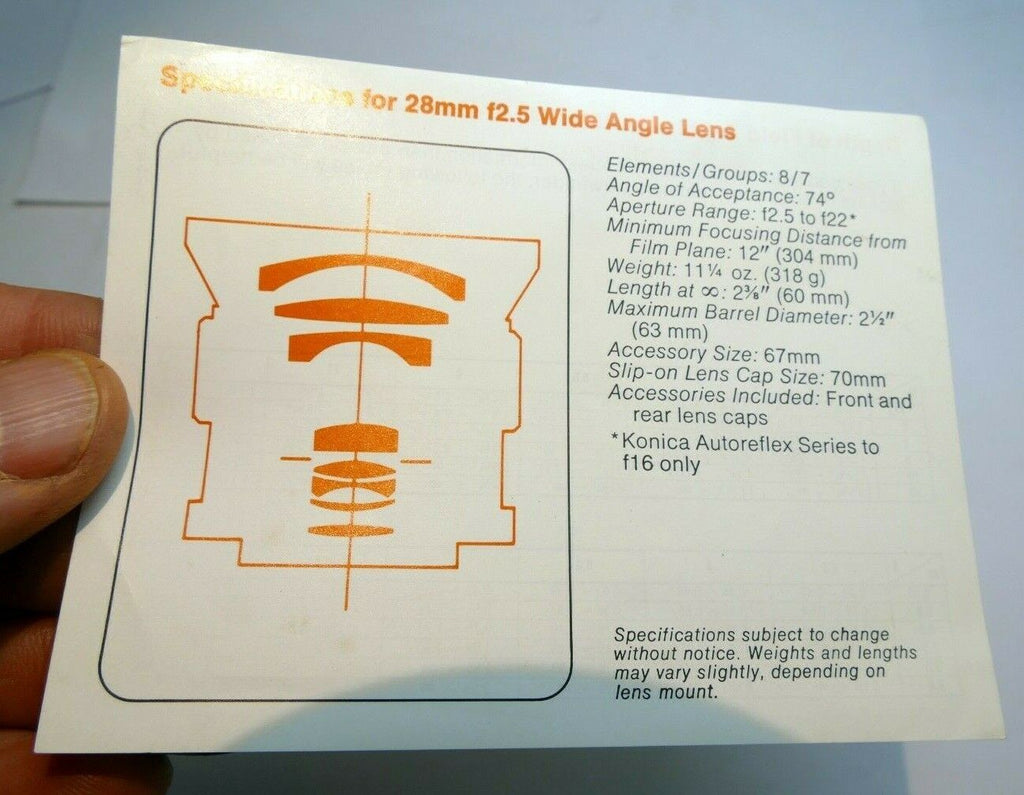 Specifications for 28mm f2.5 Wide Angle Lens
Elements/Groups: 8/7
Angle of Acceptance: 74°
Aperture Range: f2.5 to f22*
Minimum Focusing Distance from
Film Plane: 12" (304 mm)
Weight: 11¼ oz. (318 g)
Length at ∞: 2⅜" (60 mm)
Maximum Barrel Diameter: 2½"
(63 mm)
Accessory Size: 67mm
Slip-on Lens Cap Size: 70mm
Accessories Included: Front and
rear lens caps
*Konica Autoreflex Series to
f16 only
Specifications subject to change
without notice. Weights and lengths
may vary slightly, depending on
lens mount.